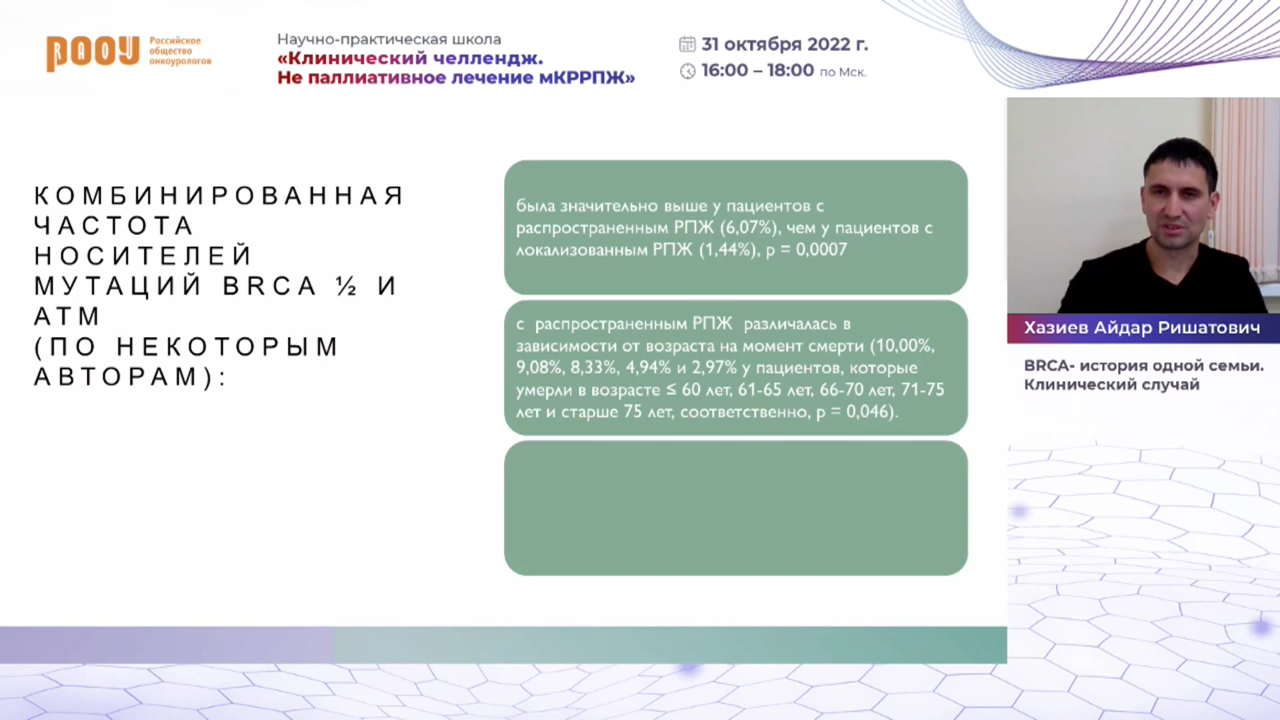 РАОУ
Российское
общество
онкоурологов
Научно-практическая школа
«Клинический челлендж.
Не паллиативное лечение мКРРПЖ»
31 октября 2022 г.
16:00 – 18:00 по Мск.
КОМБИНИРОВАННАЯ
ЧАСТОТА
НОСИТЕЛЕЙ
МУТАЦИЙ BRCA ½ И
АТМ
(ПО НЕКОТОРЫМ
АВТОРАМ):
была значительно выше у пациентов с
распространенным РПЖ (6,07%), чем у пациентов с
локализованным РПЖ (1,44%), p = 0,0007
с распространенным РПЖ различалась в
зависимости от возраста на момент смерти (10,00%,
9,08%, 8,33%, 4,94% и 2,97% у пациентов, которые
умерли в возрасте ≤ 60 лет, 61-65 лет, 66-70 лет, 71-75
лет и старше 75 лет, соответственно, p = 0,046).
Хазиев Айдар Ришатович
BRCA- история одной семьи.
Клинический случай